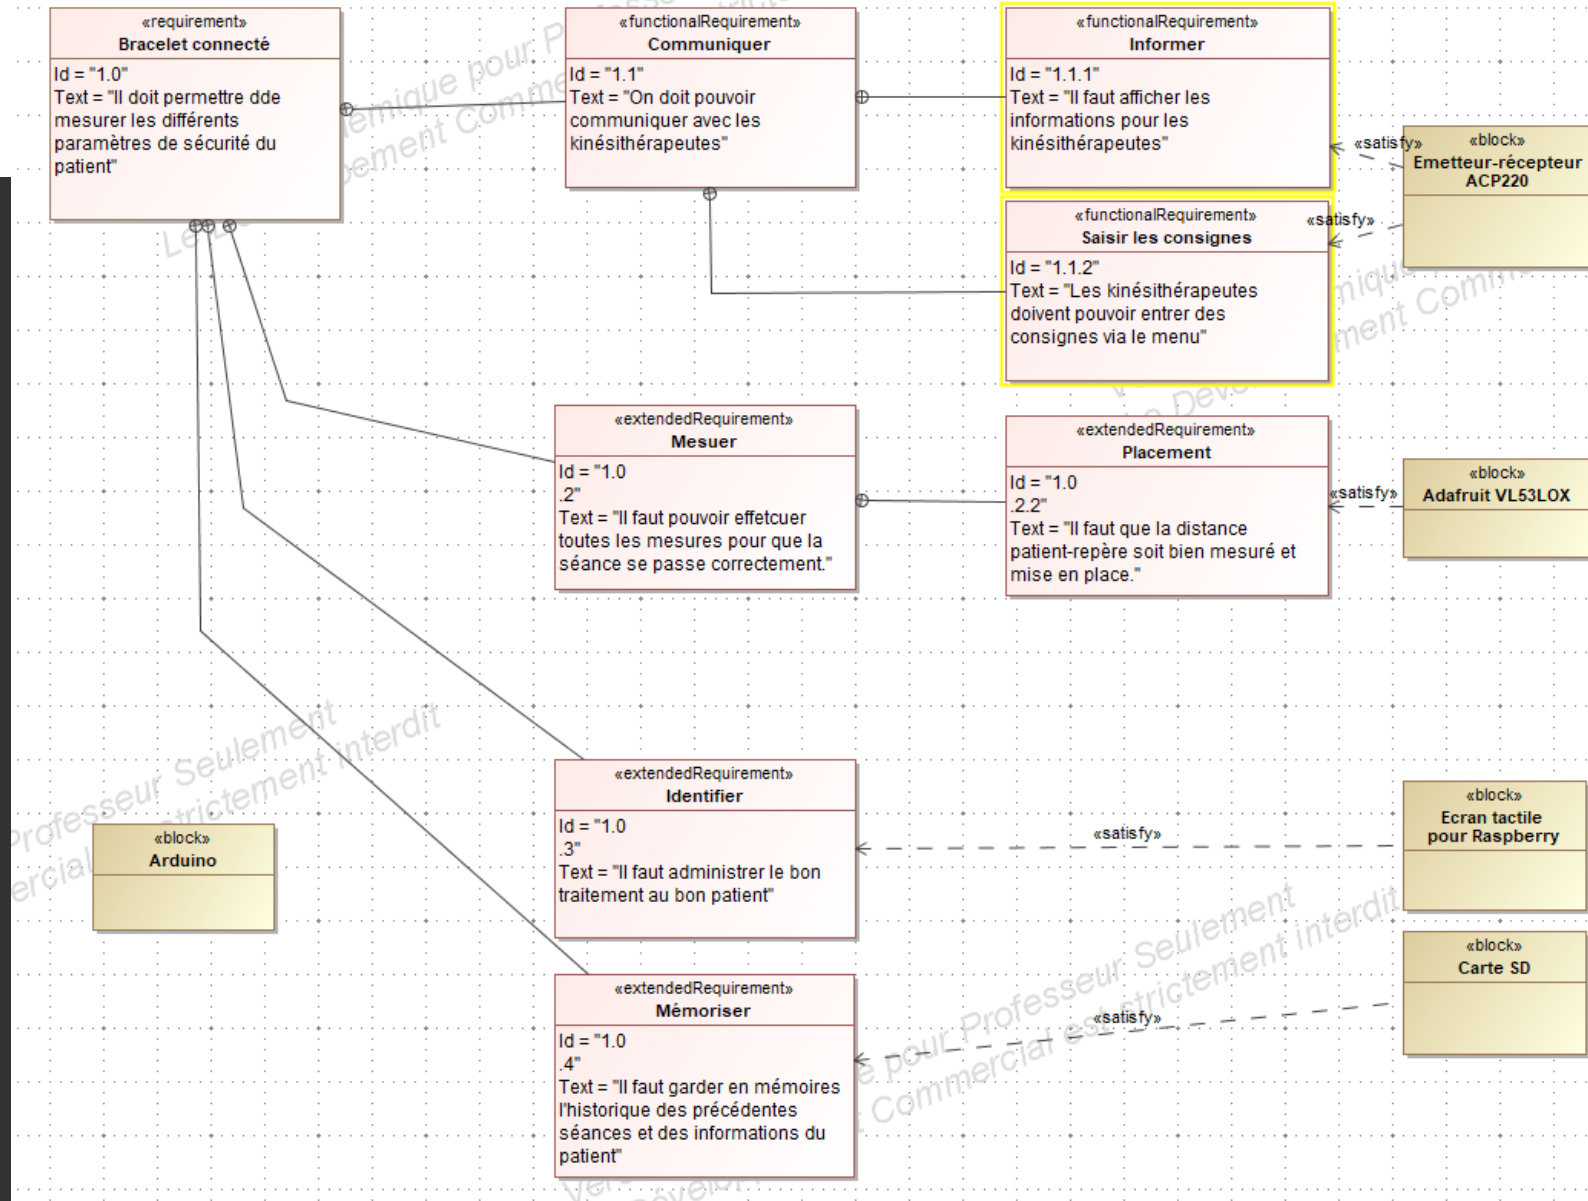 «requirement»
Bracelet connecté
Id = "1.0"
Text = "Il doit permettre dde
mesurer les différents
paramètres de sécurité du
patient"
«functionalRequirement»
Communiquer
Id = "1.1"
Text = "On doit pouvoir
communiquer avec les
kinésithérapeutes"
«functionalRequirement»
Informer
Id = "1.1.1"
Text = "Il faut afficher les
informations pour les
kinésithérapeutes"
«satisfy»
«block»
Emetteur-récepteur
ACP220
«satisfy»
«functionalRequirement»
Saisir les consignes
Id = "1.1.2"
Text = "Les kinésithérapeutes
doivent pouvoir entrer des
consignes via le menu"
«extendedRequirement»
Mesuer
Id = "1.0
.2"
Text = "Il faut pouvoir effetcuer
toutes les mesures pour que la
séance se passe correctement."
«extendedRequirement»
Placement
Id = "1.0
.2.2"
Text = "Il faut que la distance
patient-repère soit bien mesuré et
mise en place."
«satisfy»
«block»
Adafruit VL53LOX
«extendedRequirement»
Identifier
Id = "1.0
.3"
Text = "Il faut administrer le bon
traitement au bon patient"
«satisfy»
«block»
Ecran tactile
pour Raspberry
«block»
Arduino
«extendedRequirement»
Mémoriser
Id = "1.0
.4"
Text = "Il faut garder en mémoires
l'historique des précédentes
séances et des informations du
patient"
«satisfy»
«block»
Carte SD
Professeur Seulement
strictement interdit
pour Professeur Seulement
Commercial est strictement interdit